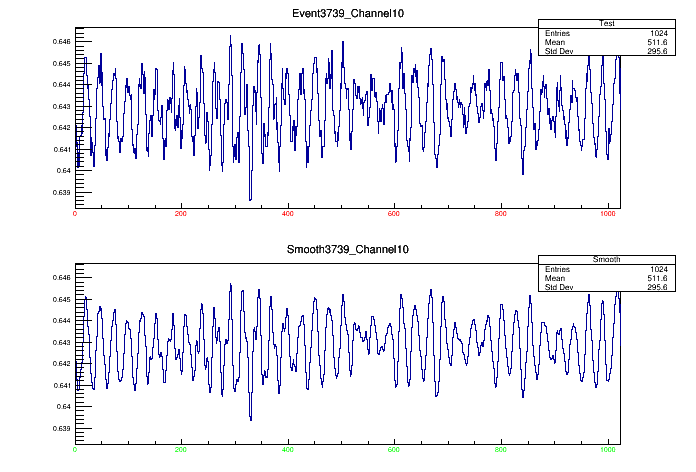 Event3739_Channel10
Test
Entries 1024
Mean 511.6
Std Dev 295.6
0.646
0.645
0.644
0.643
0.642
0.641
0.64
0.639
0 200 400 600 800 1000
Smooth3739_Channel10
Smooth
Entries 1024
Mean 511.6
Std Dev 295.6
0.646
0.645
0.644
0.643
0.642
0.641
0.64
0.639
0 200 400 600 800 1000